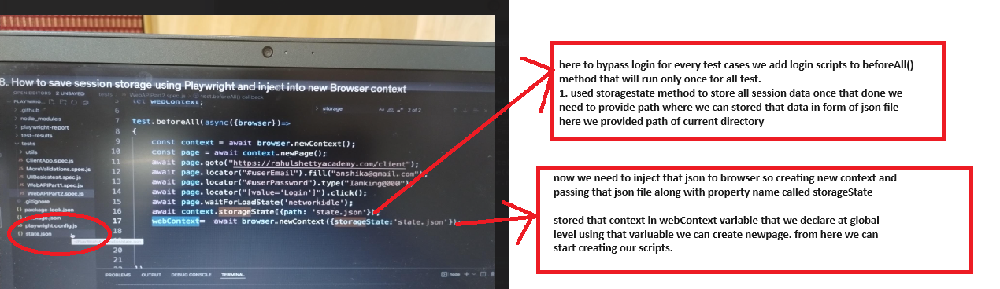 8. How to save session storage using Playwright and inject into new Browser context
OPEN EDITORS 2 UNSAVED
tests
WebAPIPart2.spec.js
test.beforeAll() callback
PLAYWRIG...
.github
node_modules
playwright-report
test-results
tests
utils
ClientApp.spec.js
MoreValidations.spec.js
UIBasicstest.spec.js
WebAPIPart1.spec.js
WebAPIPart2.spec.js
.gitignore
package-lock.json
playwright.config.js
state.json
storage
Aa
2 of 2
let webContext;
6
7 test.beforeAll(async({browser})=>
8 {
9 const context = await browser.newContext();
10 const page = await context.newPage();
11 await page.goto("https://rahulshettyacademy.com/client");
12 await page.locator("#userEmail").fill("anshika@gmail.com");
13 await page.locator("#userPassword").type("Iamking@000");
14 await page.locator("[value='Login']").click();
15 await page.waitForLoadState('networkidle');
16 await context.storageState({path: 'state.json'});
17 webContext= await browser.newContext({storageState:'state.json'});
18
20
21
PROBLEMS OUTPUT DEBUG CONSOLE TERMINAL
node
here to bypass login for every test cases we add login scripts to beforeAll()
method that will run only once for all test.
1. used storagestate method to store all session data once that done we
need to provide path where we can stored that data in form of json file
here we provided path of current directory
now we need to inject that json to browser so creating new context and
passing that json file along with property name called storageState
stored that context in webContext variable that we declare at global
level using that variuable we can create newpage. from here we can
start creating our scripts.